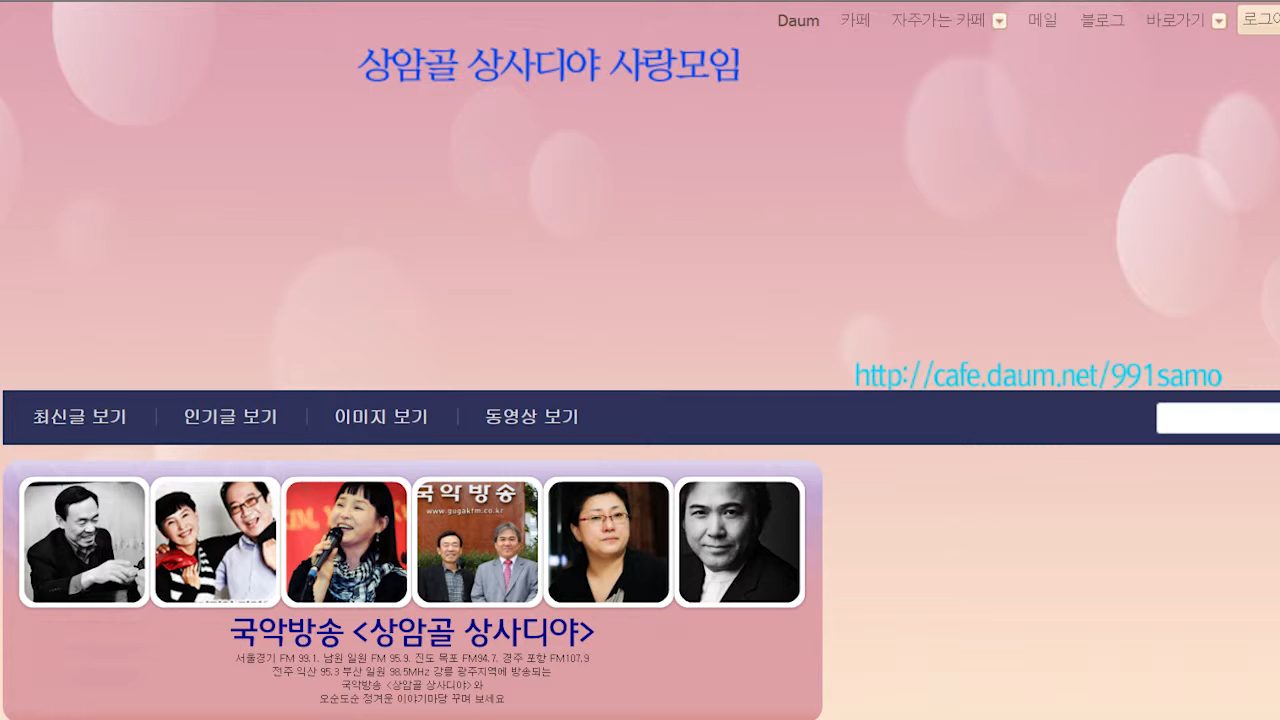 Daum 카페 자주가는 카페 메일 블로그 바로가기
상암골 상사디야 사랑모임
http://cafe.daum.net/991samo
최신글 보기 인기글 보기 이미지 보기 동영상 보기
국악방송
www.gugakfm.co.kr
국악방송 <상암골 상사디야>
서울경기 FM 99.1. 남원 일원 FM 95.9. 진도 목포 FM94.7. 경주 포항 FM107.9
전주 익산 95.3 부산 일원 98.5MHz 강릉 광주지역에 방송되는
국악방송 <상암골 상사디야>와
오순도순 정겨운 이야기마당 꾸며 보세요